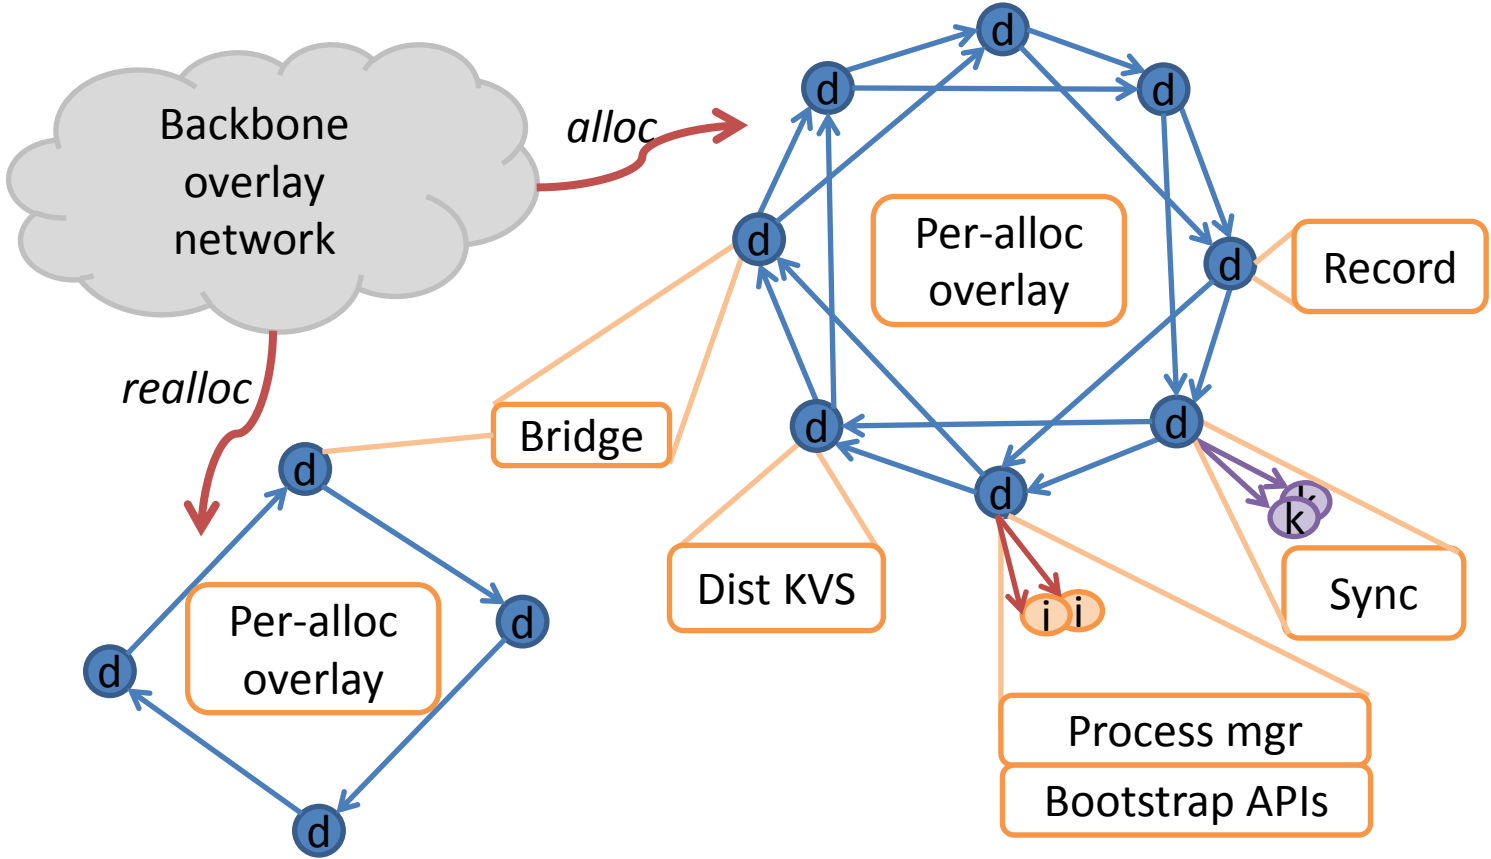 Backbone
overlay
network
alloc
realloc
d
d
d
d
d
d
d
d
Per-alloc
overlay
Record
Bridge
Dist KVS
k
k
Sync
i
i
Process mgr
Bootstrap APIs
d
d
d
d
Per-alloc
overlay